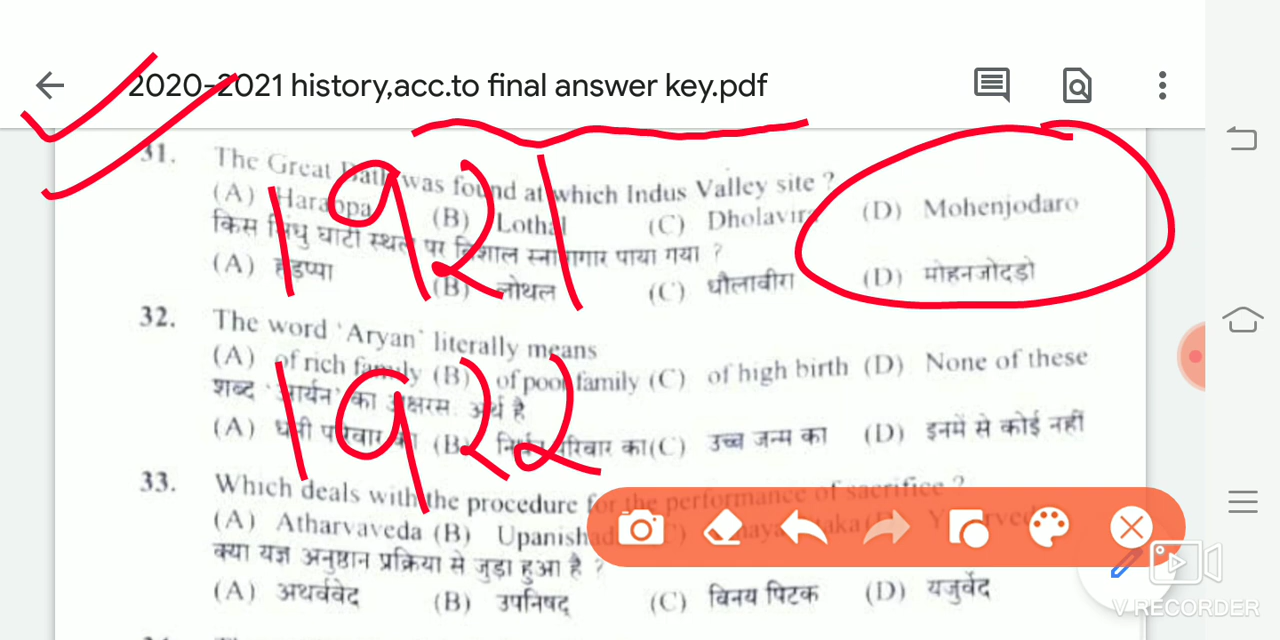 2020-2021 history,acc.to final answer key.pdf
31. The Great Bath was found at which Indus Valley site ?
(A) Harappa (B) Lothal (C) Dholavira (D) Mohenjodaro
किस सिंधु घाटी स्थल पर विशाल स्नानागार पाया गया ?
(A) हड़प्पा (B) लोथल (C) धौलावीरा (D) मोहनजोदड़ो
1921
32. The word 'Aryan' literally means
(A) of rich family (B) of poor family (C) of high birth (D) None of these
शब्द 'आर्यन' का अक्षरस: अर्थ है
(A) धनी परिवार का (B) निर्धन परिवार का (C) उच्च जन्म का (D) इनमें से कोई नहीं
1922
33. Which deals with the procedure for the performance of sacrifice ?
(A) Atharvaveda (B) Upanishad
क्या यज्ञ अनुष्ठान प्रक्रिया से जुड़ा हुआ है ?
(A) अथर्ववेद (B) उपनिषद् (C) विनय पिटक (D) यजुर्वेद
V RECORDER